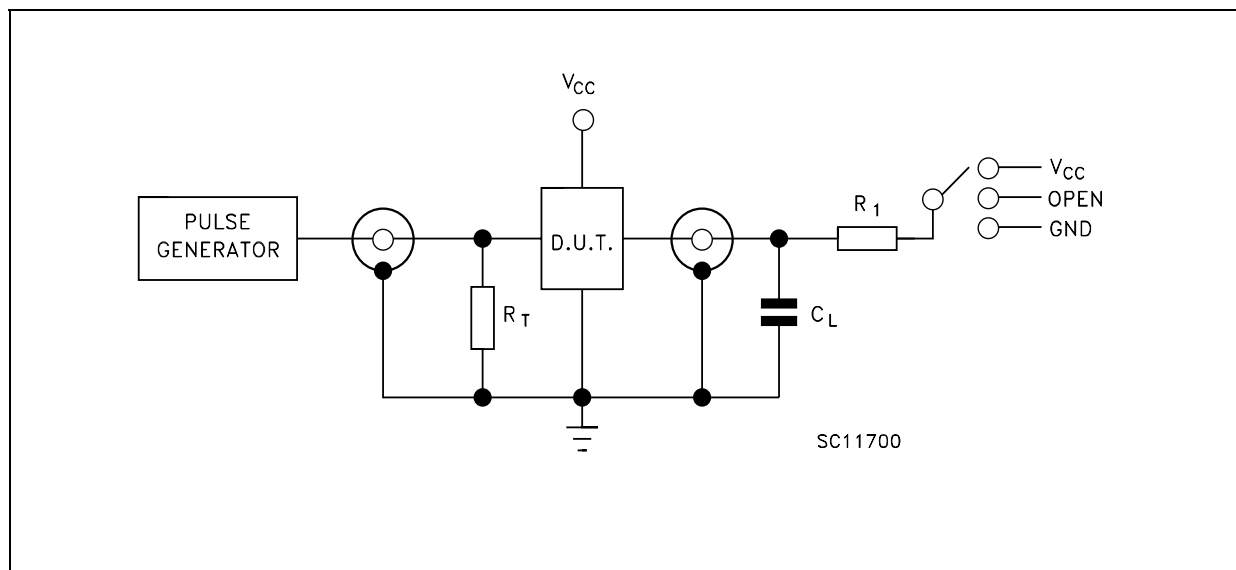 VCC
PULSE
GENERATOR
D.U.T.
RT
CL
R1
VCC
OPEN
GND
SC11700